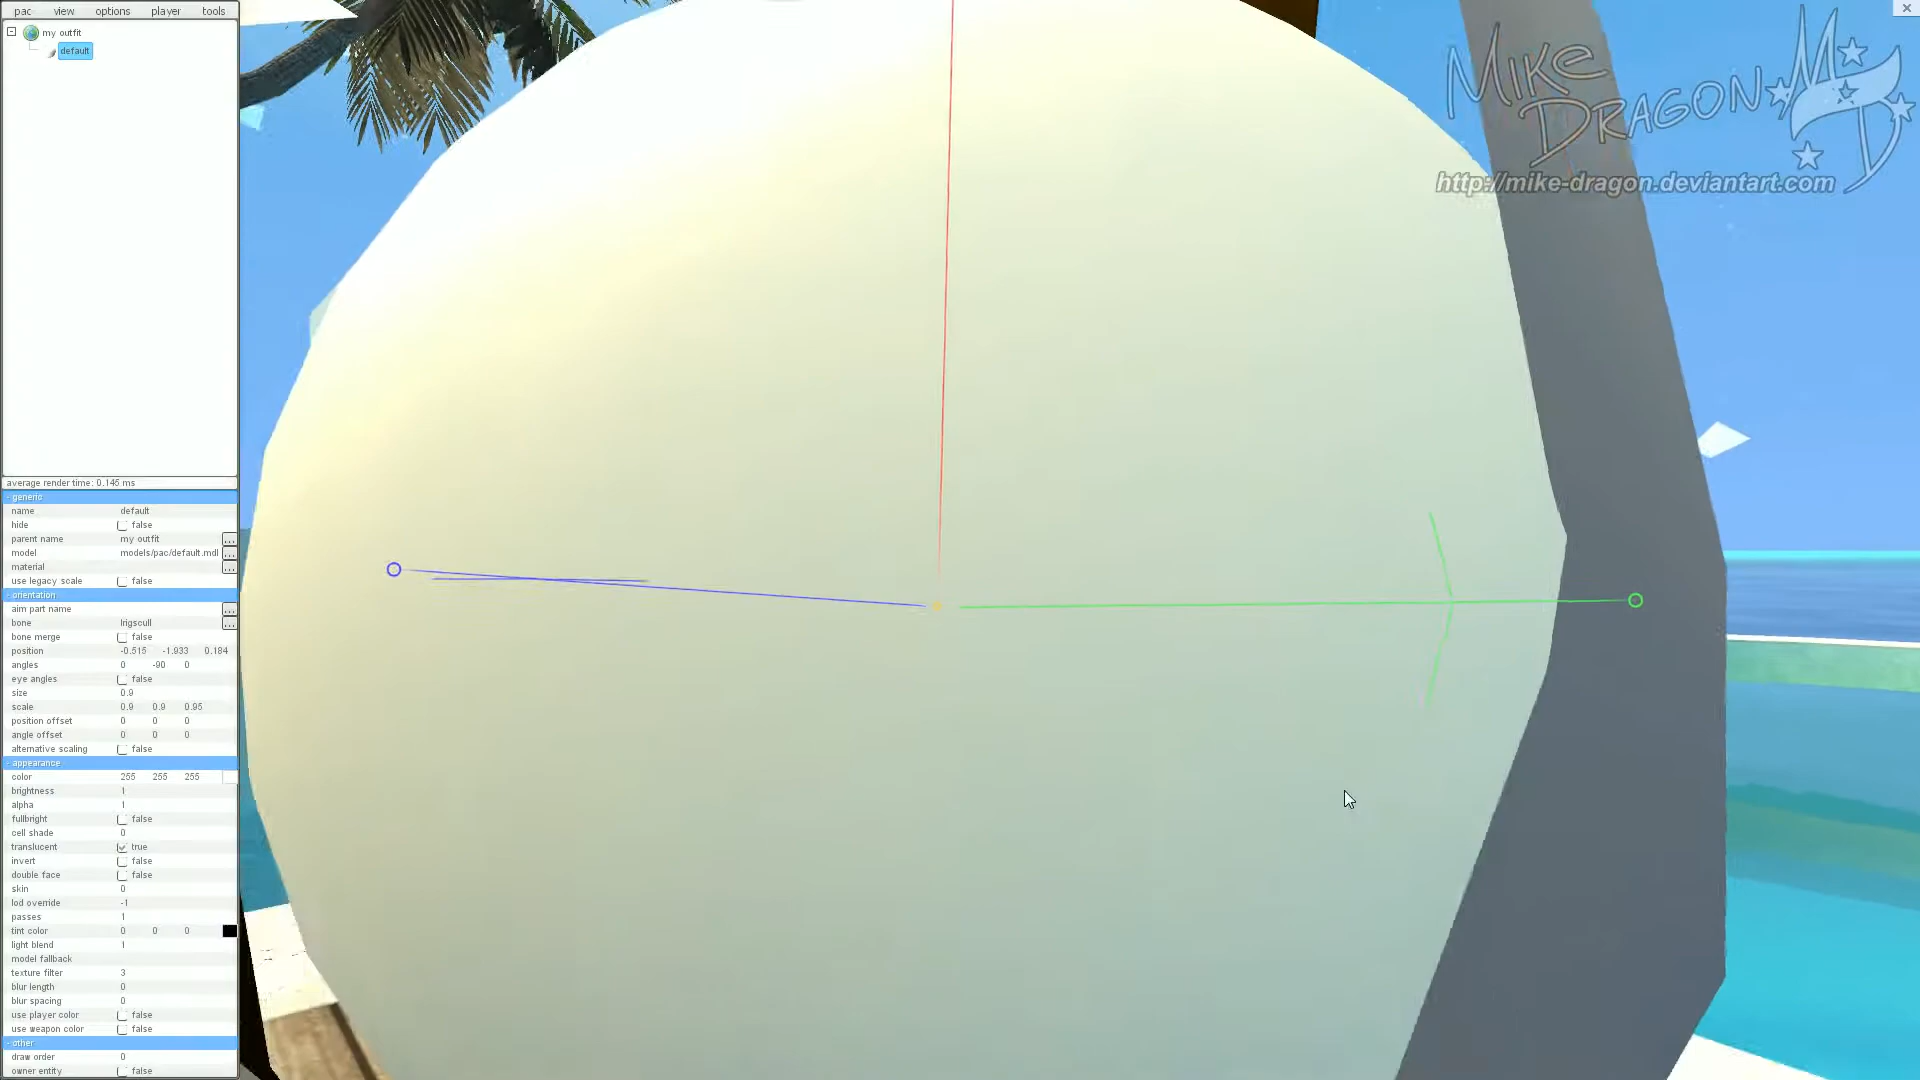 pac view options player tools
my outfit
default
average render time: 0.145 ms
- generic
name default
hide false
parent name my outfit ...
model models/pac/default.mdl ...
material ...
use legacy scale false
- orientation
aim part name ...
bone lrigscull ...
bone merge false
position -0.515 -1.933 0.184
angles 0 -90 0
eye angles false
size 0.9
scale 0.9 0.9 0.95
position offset 0 0 0
angle offset 0 0 0
alternative scaling false
- appearance
color 255 255 255
brightness 1
alpha 1
fullbright false
cell shade 0
translucent true
invert false
double face false
skin 0
lod override -1
passes 1
tint color 0 0 0
light blend 1
model fallback
texture filter 3
blur length 0
blur spacing 0
use player color false
use weapon color false
- other
draw order 0
owner entity false
MIKE
DRAGON
MD
http://mike-dragon.deviantart.com